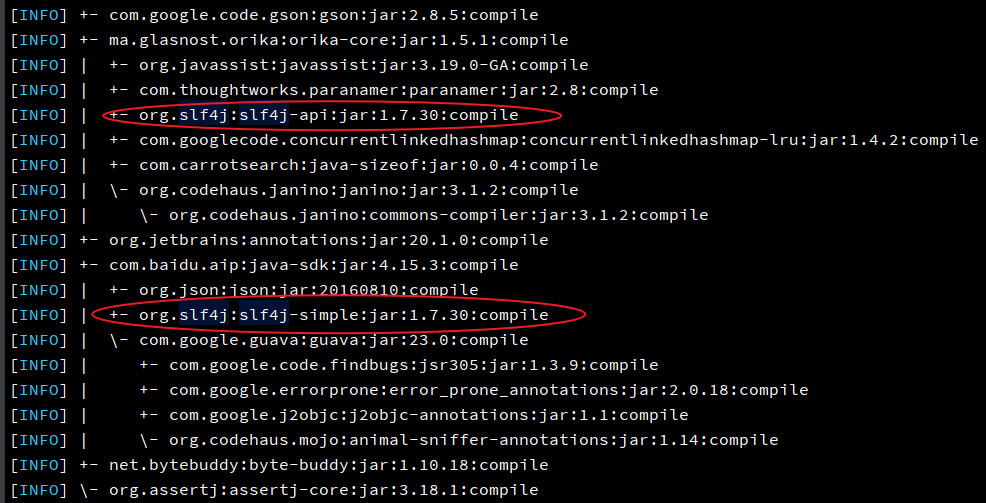 [INFO] +- com.google.code.gson:gson:jar:2.8.5:compile
[INFO] +- ma.glasnost.orika:orika-core:jar:1.5.1:compile
[INFO] |  +- org.javassist:javassist:jar:3.19.0-GA:compile
[INFO] |  +- com.thoughtworks.paranamer:paranamer:jar:2.8:compile
[INFO] |  +- org.slf4j:slf4j-api:jar:1.7.30:compile
[INFO] |  +- com.googlecode.concurrentlinkedhashmap:concurrentlinkedhashmap-lru:jar:1.4.2:compile
[INFO] |  +- com.carrotsearch:java-sizeof:jar:0.0.4:compile
[INFO] |  \- org.codehaus.janino:janino:jar:3.1.2:compile
[INFO] |     \- org.codehaus.janino:commons-compiler:jar:3.1.2:compile
[INFO] +- org.jetbrains:annotations:jar:20.1.0:compile
[INFO] +- com.baidu.aip:java-sdk:jar:4.15.3:compile
[INFO] |  +- org.json:json:jar:20160810:compile
[INFO] |  +- org.slf4j:slf4j-simple:jar:1.7.30:compile
[INFO] |  \- com.google.guava:guava:jar:23.0:compile
[INFO] |     +- com.google.code.findbugs:jsr305:jar:1.3.9:compile
[INFO] |     +- com.google.errorprone:error_prone_annotations:jar:2.0.18:compile
[INFO] |     +- com.google.j2objc:j2objc-annotations:jar:1.1:compile
[INFO] |     \- org.codehaus.mojo:animal-sniffer-annotations:jar:1.14:compile
[INFO] +- net.bytebuddy:byte-buddy:jar:1.10.18:compile
[INFO] \- org.assertj:assertj-core:jar:3.18.1:compile